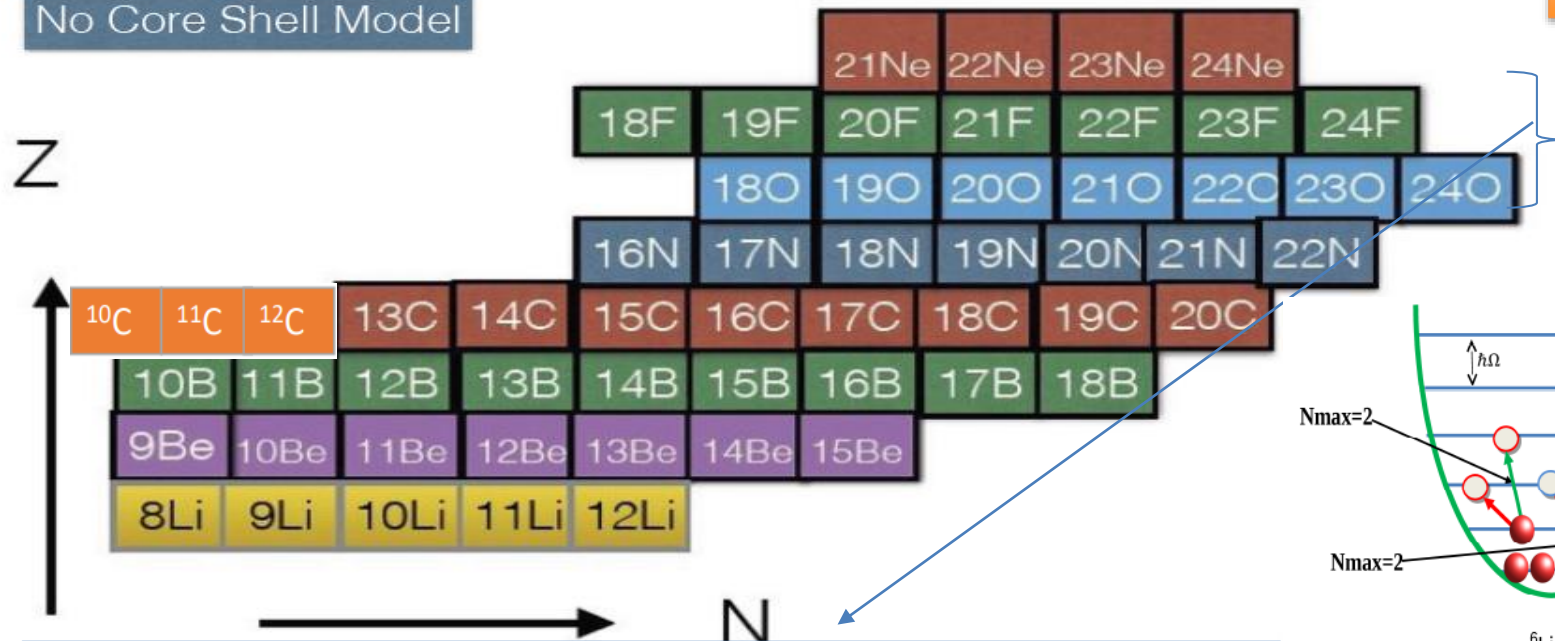 No Core Shell Model
21Ne 22Ne 23Ne 24Ne
18F 19F 20F 21F 22F 23F 24F
Z
18O 19O 20O 21O 22O 23O 24O
16N 17N 18N 19N 20N 21N 22N
¹⁰C ¹¹C ¹²C 13C 14C 15C 16C 17C 18C 19C 20C
ℏΩ
10B 11B 12B 13B 14B 15B 16B 17B 18B
Nmax=2
9Be 10Be 11Be 12Be 13Be 14Be 15Be
8Li 9Li 10Li 11Li 12Li
Nmax=2
N